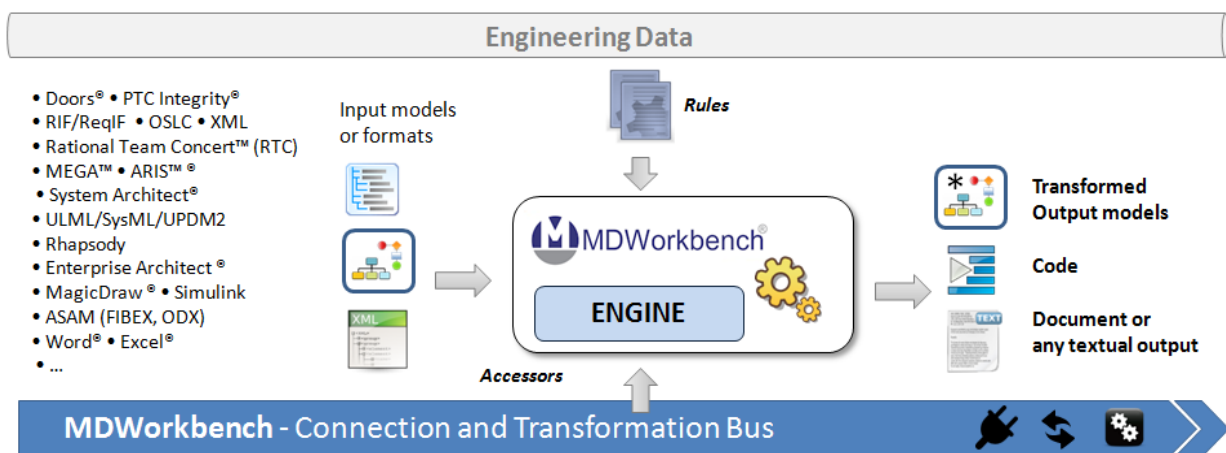 Engineering Data
• Doors® • PTC Integrity®
• RIF/ReqIF • OSLC • XML
• Rational Team Concert™ (RTC)
• MEGA™ • ARIS™ ®
• System Architect®
• ULML/SysML/UPDM2
• Rhapsody
• Enterprise Architect ®
• MagicDraw ® • Simulink
• ASAM (FIBEX, ODX)
• Word® • Excel®
• ...
Input models
or formats
XML
Rules
MDWorkbench®
ENGINE
Accessors
Transformed
Output models
Code
TEXT
Document or
any textual output
MDWorkbench - Connection and Transformation Bus